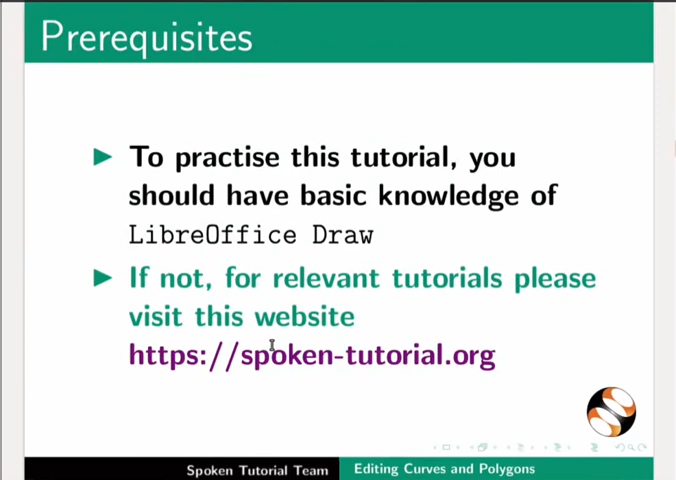 Prerequisites
To practise this tutorial, you
should have basic knowledge of
LibreOffice Draw
If not, for relevant tutorials please
visit this website
https://spoken-tutorial.org
Spoken Tutorial Team
Editing Curves and Polygons